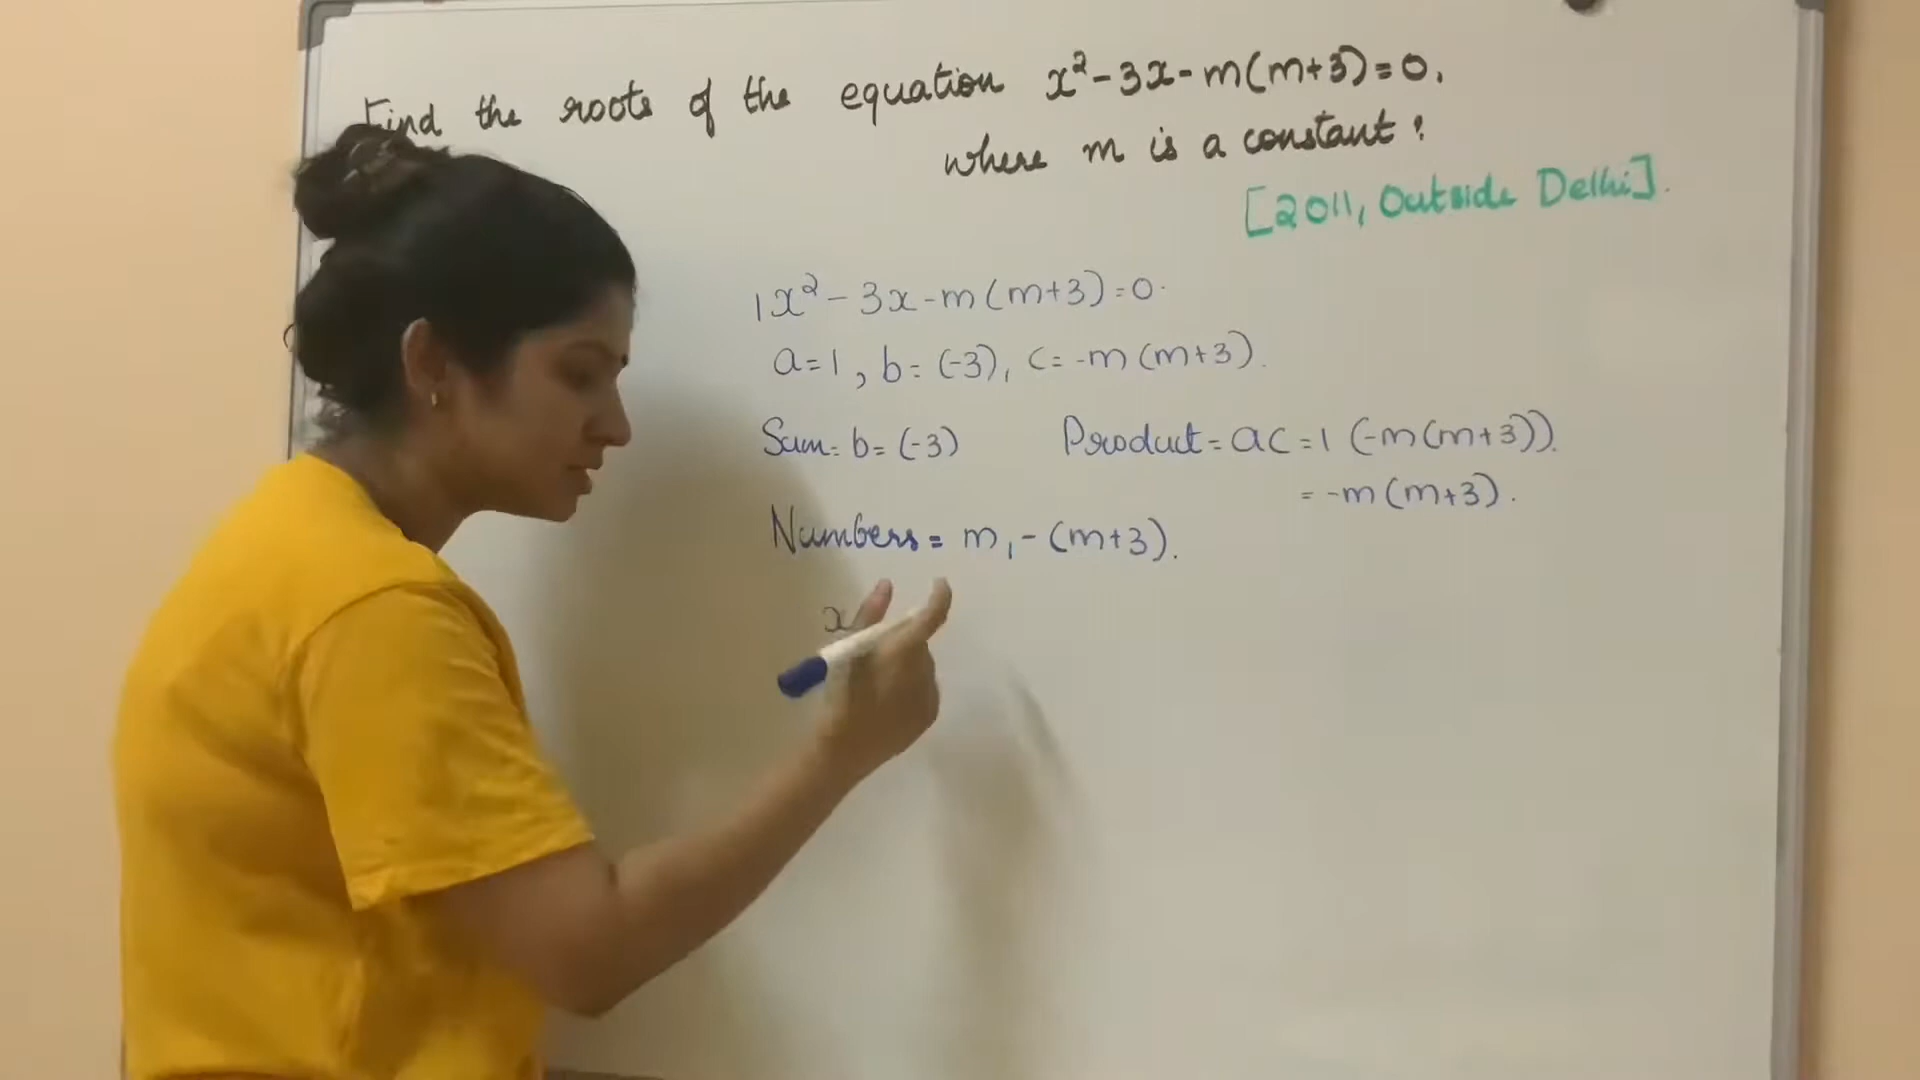 Find the roots of the equation x² - 3x - m(m+3) = 0,
where m is a constant?
[2011, Outside Delhi].
1x² - 3x - m(m+3) = 0.
a=1, b=(-3), c= -m(m+3).
Sum = b = (-3) Product = ac = 1(-m(m+3)).
= -m(m+3).
Numbers = m, -(m+3).
x